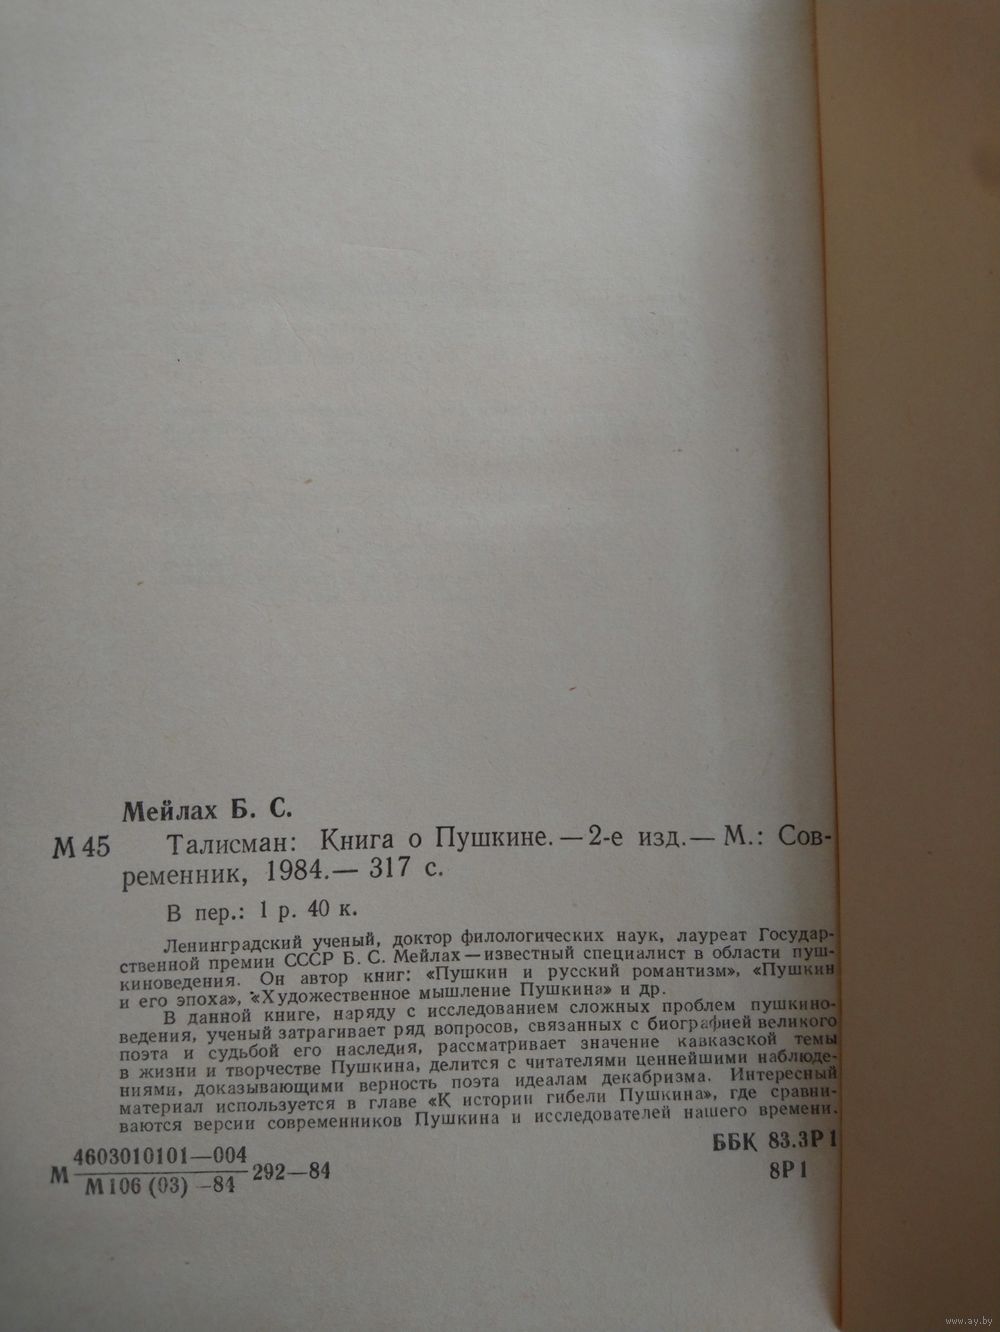 Мейлах Б. С.
М 45 Талисман: Книга о Пушкине. — 2-е изд. — М.: Сов-
ременник, 1984.— 317 с.
В пер.: 1 р. 40 к.
Ленинградский ученый, доктор филологических наук, лауреат Государ-
ственной премии СССР Б. С. Мейлах — известный специалист в области пуш-
киноведения. Он автор книг: «Пушкин и русский романтизм», «Пушкин
и его эпоха», «Художественное мышление Пушкина» и др.
В данной книге, наряду с исследованием сложных проблем пушкино-
ведения, ученый затрагивает ряд вопросов, связанных с биографией великого
поэта и судьбой его наследия, рассматривает значение кавказской темы
в жизни и творчестве Пушкина, делится с читателями ценнейшими наблюде-
ниями, доказывающими верность поэта идеалам декабризма. Интересный
материал используется в главе «К истории гибели Пушкина», где сравни-
ваются версии современников Пушкина и исследователей нашего времени.
М 4603010101—004 292—84
М106 (03) —84
ББК 83.3Р1
8Р1
www.ay.by